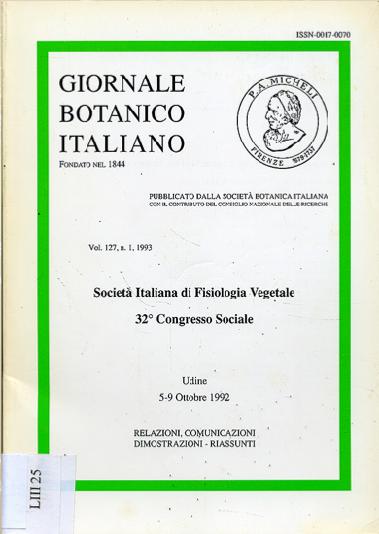 ISSN-0017-0070
GIORNALE
BOTANICO
ITALIANO
FONDATO NEL 1844
P.A. MICHELI
FIRENZE 1679-1737
PUBBLICATO DALLA SOCIETÀ BOTANICA ITALIANA
CON IL CONTRIBUTO DEL CONSIGLIO NAZIONALE DELLE RICERCHE
Vol. 127, n. 1, 1993
Società Italiana di Fisiologia Vegetale
32° Congresso Sociale
Udine
5-9 Ottobre 1992
RELAZIONI, COMUNICAZIONI
DIMOSTRAZIONI - RIASSUNTI
LIII 25